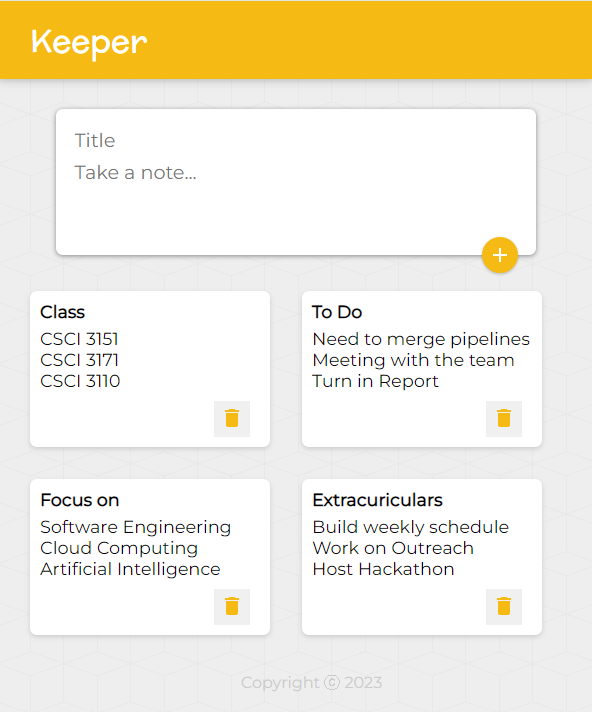 Keeper
Title
Take a note...
Class
CSCI 3151
CSCI 3171
CSCI 3110
To Do
Need to merge pipelines
Meeting with the team
Turn in Report
Focus on
Software Engineering
Cloud Computing
Artificial Intelligence
Extracuriculars
Build weekly schedule
Work on Outreach
Host Hackathon
Copyright ⓒ 2023